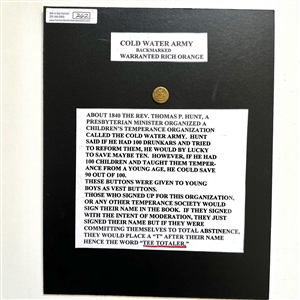 COLD WATER ARMY
BACKMARKED
WARRANTED RICH ORANGE
ABOUT 1840 THE REV. THOMAS P. HUNT, A
PRESBYTERIAN MINISTER ORGANIZED A
CHILDREN'S TEMPERANCE ORGANIZATION
CALLED THE COLD WATER ARMY. HUNT
SAID IF HE HAD 100 DRUNKARDS AND TRIED
TO REFORM THEM, HE WOULD BY LUCKY
TO SAVE MAYBE TEN. HOWEVER, IF HE HAD
100 CHILDREN AND TAUGHT THEM TEMPER-
ANCE FROM A YOUNG AGE, HE COULD SAVE
90 OUT OF 100.
THESE BUTTONS WERE GIVEN TO YOUNG
BOYS AS VEST BUTTONS.
THOSE WHO SIGNED UP FOR THIS ORGANIZATION,
OR ANY OTHER TEMPERANCE SOCIETY WOULD
SIGN THEIR NAME IN THE BOOK. IF THEY SIGNED
WITH THE INTENT OF MODERATION, THEY JUST
SIGNED THEIR NAME BUT IF THEY WERE
COMMITTING THEMSELVES TO TOTAL ABSTINENCE,
THEY WOULD PLACE A "T" AFTER THEIR NAME
HENCE THE WORD "TEE TOTALER."